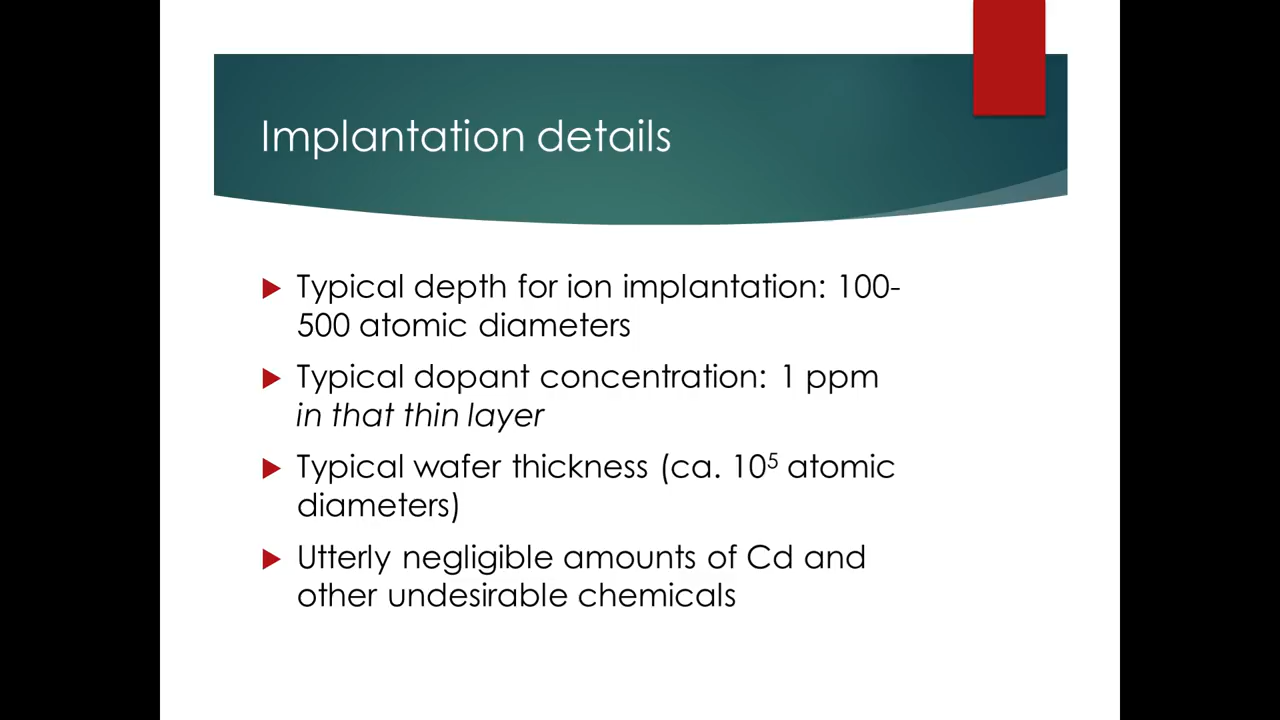 Implantation details
Typical depth for ion implantation: 100-
500 atomic diameters
Typical dopant concentration: 1 ppm
in that thin layer
Typical wafer thickness (ca. 10⁵ atomic
diameters)
Utterly negligible amounts of Cd and
other undesirable chemicals